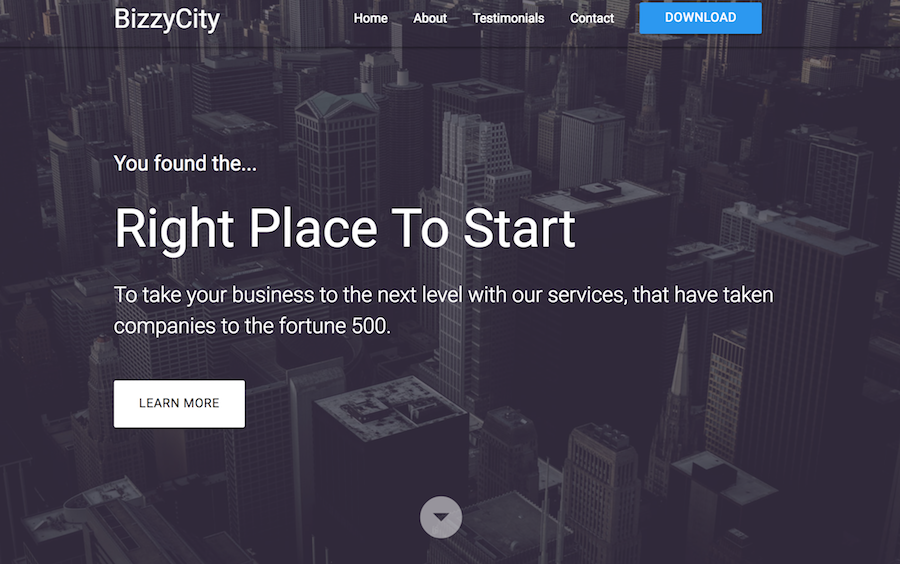 BizzyCity
Home
About
Testimonials
Contact
DOWNLOAD
You found the...
Right Place To Start
To take your business to the next level with our services, that have taken
companies to the fortune 500.
LEARN MORE